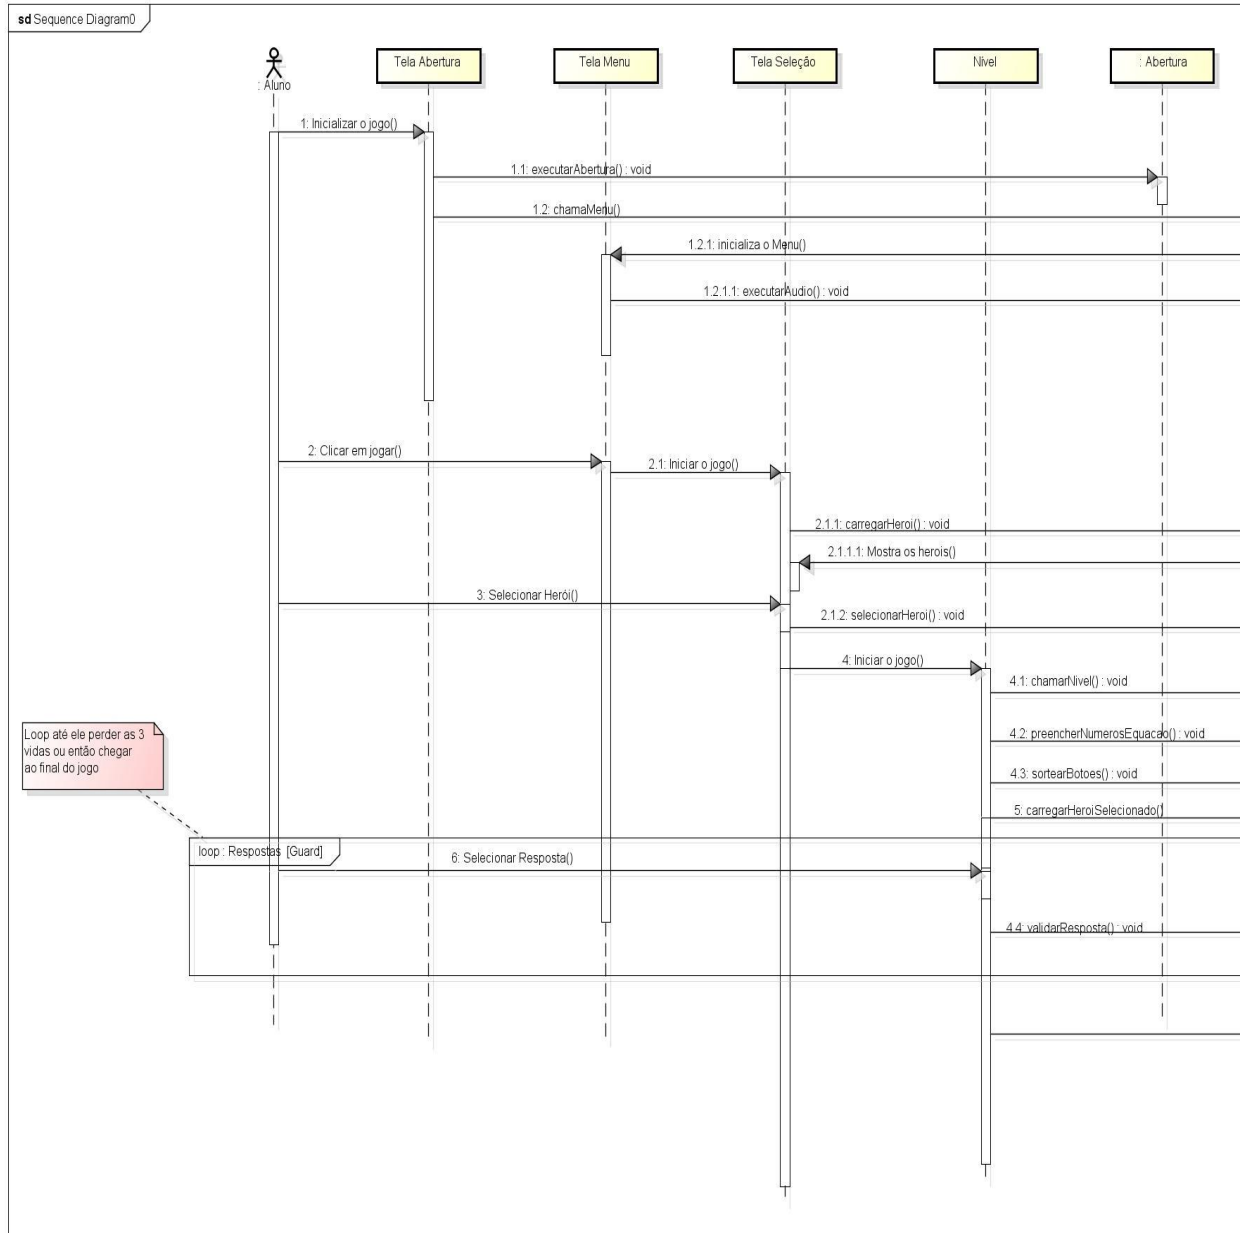 sd Sequence Diagram0
: Aluno
Tela Abertura
Tela Menu
Tela Seleção
Nivel
: Abertura
1: Inicializar o jogo()
1.1: executarAbertura() : void
1.2: chamaMenu()
1.2.1: inicializa o Menu()
1.2.1.1: executarAudio() : void
2: Clicar em jogar()
2.1: Iniciar o jogo()
2.1.1: carregarHeroi() : void
2.1.1.1: Mostra os herois()
3: Selecionar Herói()
2.1.2: selecionarHeroi() : void
4: Iniciar o jogo()
4.1: chamarNivel() : void
4.2: preencherNumerosEquacao() : void
4.3: sortearBotoes() : void
5: carregarHeroiSelecionado()
Loop até ele perder as 3
vidas ou então chegar
ao final do jogo
loop : Respostas [Guard]
6: Selecionar Resposta()
4.4: validarResposta() : void